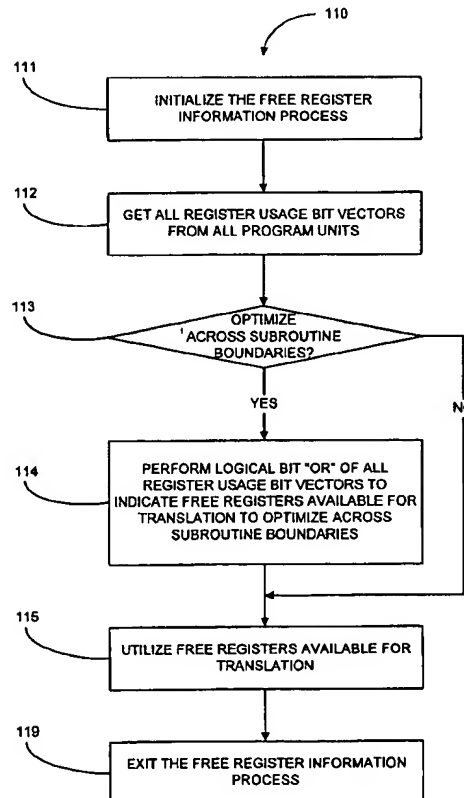 110
111
INITIALIZE THE FREE REGISTER
INFORMATION PROCESS
112
GET ALL REGISTER USAGE BIT VECTORS
FROM ALL PROGRAM UNITS
113
OPTIMIZE
ACROSS SUBROUTINE
BOUNDARIES?
YES
114
PERFORM LOGICAL BIT "OR" OF ALL
REGISTER USAGE BIT VECTORS TO
INDICATE FREE REGISTERS AVAILABLE FOR
TRANSLATION TO OPTIMIZE ACROSS
SUBROUTINE BOUNDARIES
115
UTILIZE FREE REGISTERS AVAILABLE FOR
TRANSLATION
119
EXIT THE FREE REGISTER INFORMATION
PROCESS